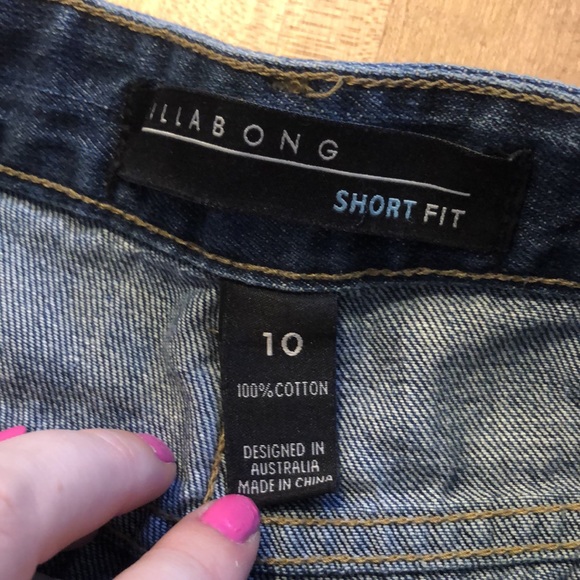 ILLABONG
SHORT FIT
10
100% COTTON
DESIGNED IN
AUSTRALIA
MADE IN CHINA